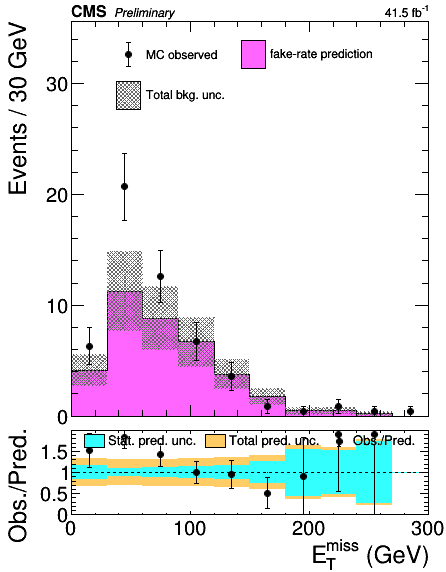 CMS Preliminary 41.5 fb⁻¹
Events / 30 GeV
MC observed
fake-rate prediction
Total bkg. unc.
30
20
10
0
Obs./Pred.
Stat. pred. unc.
Total pred. unc.
Obs./Pred.
1.5
1
0.5
0
0 100 200 300
E_T^miss (GeV)